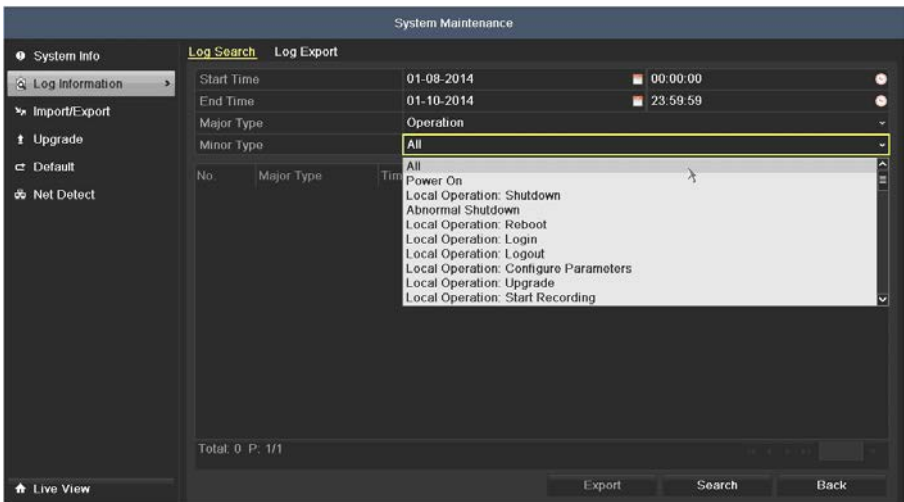 System Maintenance
System Info
Log Information
Import/Export
Upgrade
Default
Net Detect
Live View
Log Search Log Export
Start Time 01-08-2014 00:00:00
End Time 01-10-2014 23:59:59
Major Type Operation
Minor Type All
No. Major Type Tim
All
Power On
Local Operation: Shutdown
Abnormal Shutdown
Local Operation: Reboot
Local Operation: Login
Local Operation: Logout
Local Operation: Configure Parameters
Local Operation: Upgrade
Local Operation: Start Recording
Total: 0 P: 1/1
Export Search Back